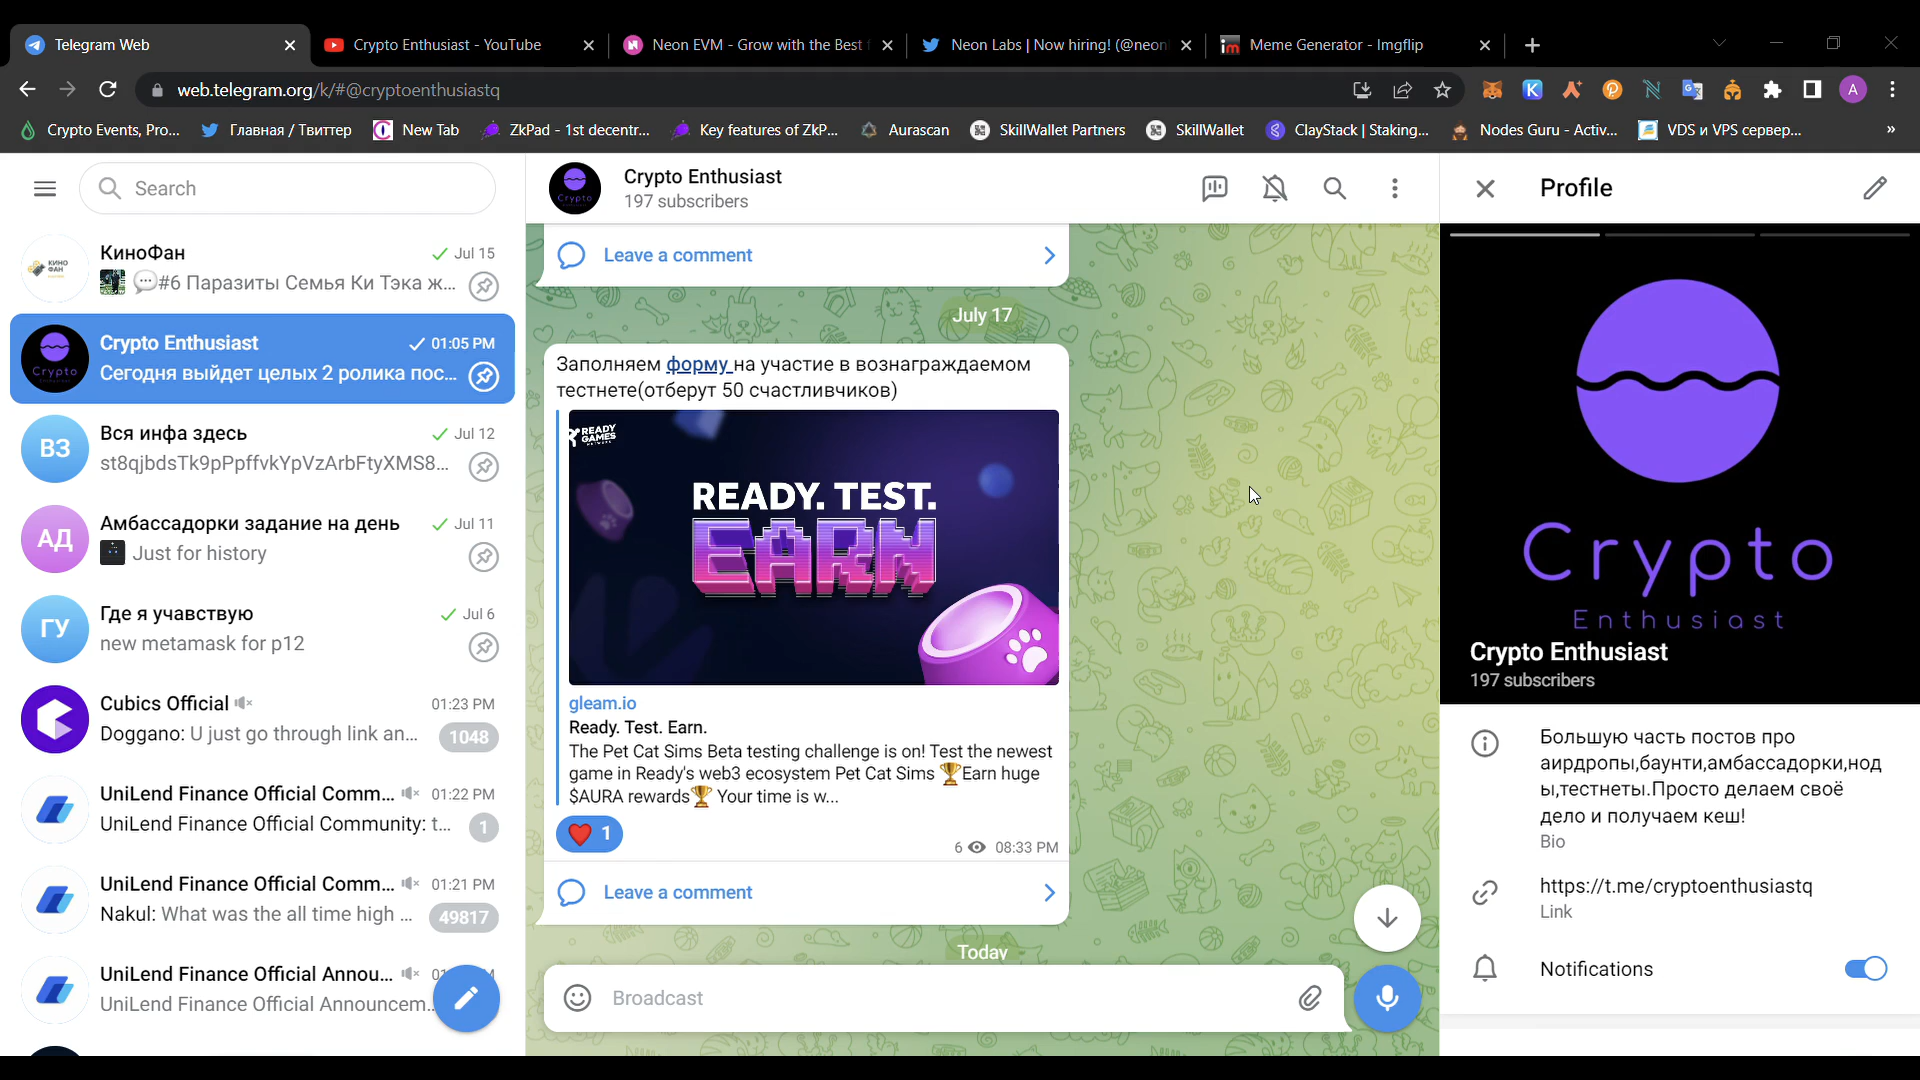 Telegram Web
Crypto Enthusiast - YouTube
Neon EVM - Grow with the Best
Neon Labs | Now hiring! (@neonl
Meme Generator - Imgflip
web.telegram.org/k/#@cryptoenthusiastq
A
Crypto Events, Pro...
Главная / Твиттер
New Tab
ZkPad - 1st decentr...
Key features of ZkP...
Aurascan
SkillWallet Partners
SkillWallet
ClayStack | Staking...
Nodes Guru - Activ...
VDS и VPS сервер...
»
Search
КиноФан
Jul 15
КИНО
ФАН
#6 Паразиты Семья Ки Тэка ж...
Crypto Enthusiast
01:05 PM
Crypto
Сегодня выйдет целых 2 ролика пос...
ВЗ
Вся инфа здесь
Jul 12
st8qjbdsTk9pPpffvkYpVzArbFtyXMS8...
АД
Амбассадорки задание на день
Jul 11
Just for history
ГУ
Где я учавствую
Jul 6
new metamask for p12
Cubics Official
01:23 PM
Doggano: U just go through link an...
1048
UniLend Finance Official Comm...
01:22 PM
UniLend Finance Official Community: t...
1
UniLend Finance Official Comm...
01:21 PM
Nakul: What was the all time high ...
49817
UniLend Finance Official Annou...
UniLend Finance Official Announcem...
Crypto Enthusiast
197 subscribers
Leave a comment
July 17
Заполняем форму на участие в вознаграждаемом
тестнете(отберут 50 счастливчиков)
READY
GAMES
NETWORK
READY. TEST.
EARN
gleam.io
Ready. Test. Earn.
The Pet Cat Sims Beta testing challenge is on! Test the newest
game in Ready's web3 ecosystem Pet Cat Sims 🏆Earn huge
$AURA rewards🏆 Your time is w...
❤️ 1
6
08:33 PM
Leave a comment
Today
Broadcast
Profile
Crypto
Enthusiast
Crypto Enthusiast
197 subscribers
Большую часть постов про
аирдропы,баунти,амбассадорки,нод
ы,тестнеты.Просто делаем своё
дело и получаем кеш!
Bio
https://t.me/cryptoenthusiastq
Link
Notifications